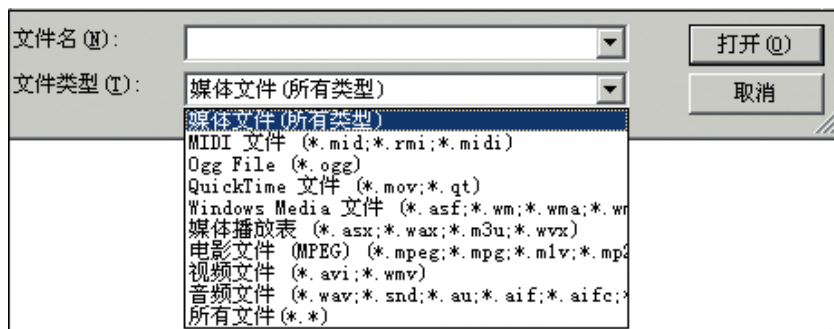 文件名(N):
打开(O)
文件类型(T):
媒体文件(所有类型)
取消
媒体文件(所有类型)
MIDI 文件 (*.mid;*.rmi;*.midi)
Ogg File (*.ogg)
QuickTime 文件 (*.mov;*.qt)
Windows Media 文件 (*.asf;*.wm;*.wma;*.wm
媒体播放表 (*.asx;*.wax;*.m3u;*.wvx)
电影文件 (MPEG) (*.mpeg;*.mpg;*.m1v;*.mp2
视频文件 (*.avi;*.wmv)
音频文件 (*.wav;*.snd;*.au;*.aif;*.aifc;*
所有文件(*.*)